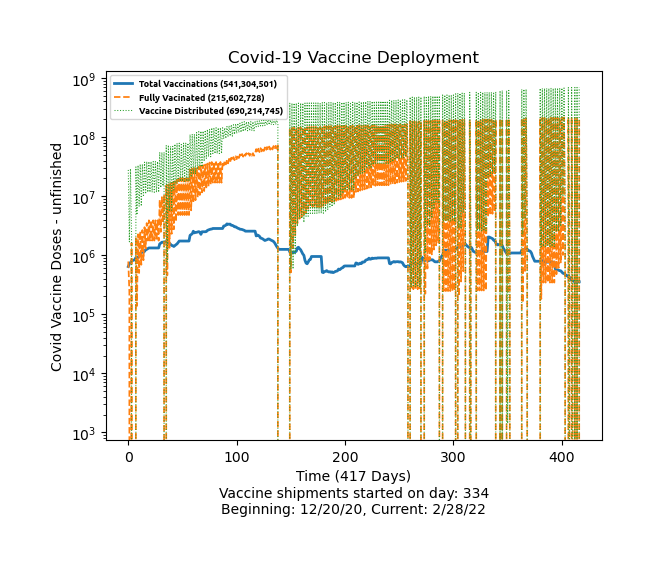 Covid-19 Vaccine Deployment
Total Vaccinations (541,304,501)
Fully Vacinated (215,602,728)
Vaccine Distributed (690,214,745)
Covid Vaccine Doses - unfinished
10⁹
10⁸
10⁷
10⁶
10⁵
10⁴
10³
0 100 200 300 400
Time (417 Days)
Vaccine shipments started on day: 334
Beginning: 12/20/20, Current: 2/28/22